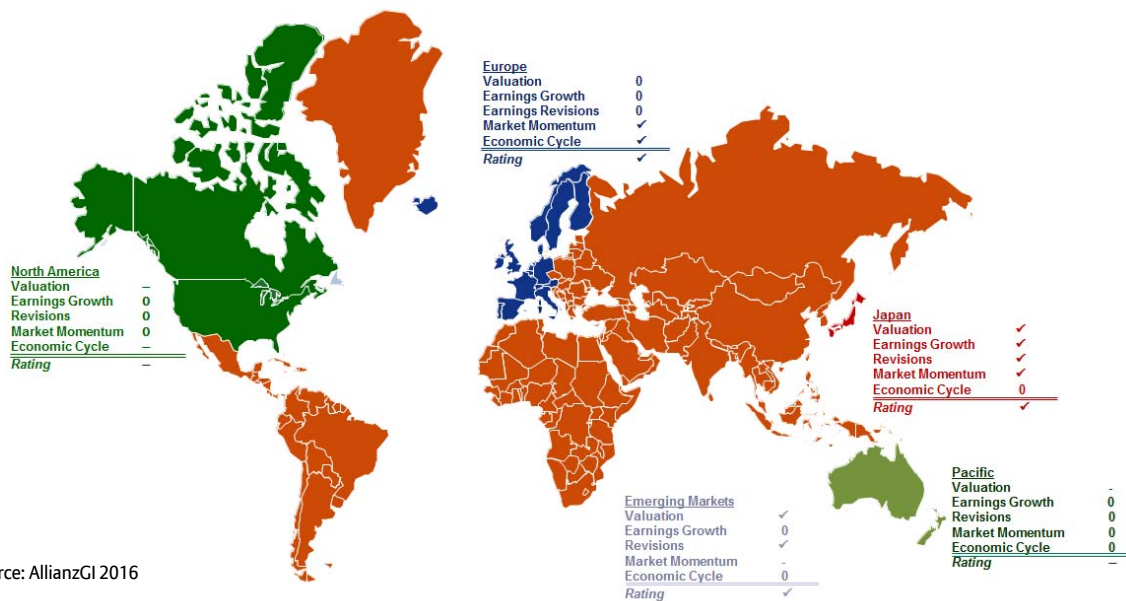 Europe
Valuation 0
Earnings Growth 0
Earnings Revisions 0
Market Momentum ✓
Economic Cycle ✓
Rating ✓
North America
Valuation –
Earnings Growth 0
Revisions 0
Market Momentum 0
Economic Cycle –
Rating –
Japan
Valuation ✓
Earnings Growth ✓
Revisions ✓
Market Momentum ✓
Economic Cycle 0
Rating ✓
Pacific
Valuation -
Earnings Growth 0
Revisions 0
Market Momentum 0
Economic Cycle 0
Rating –
Emerging Markets
Valuation ✓
Earnings Growth 0
Revisions ✓
Market Momentum -
Economic Cycle 0
Rating ✓
rce: AllianzGI 2016